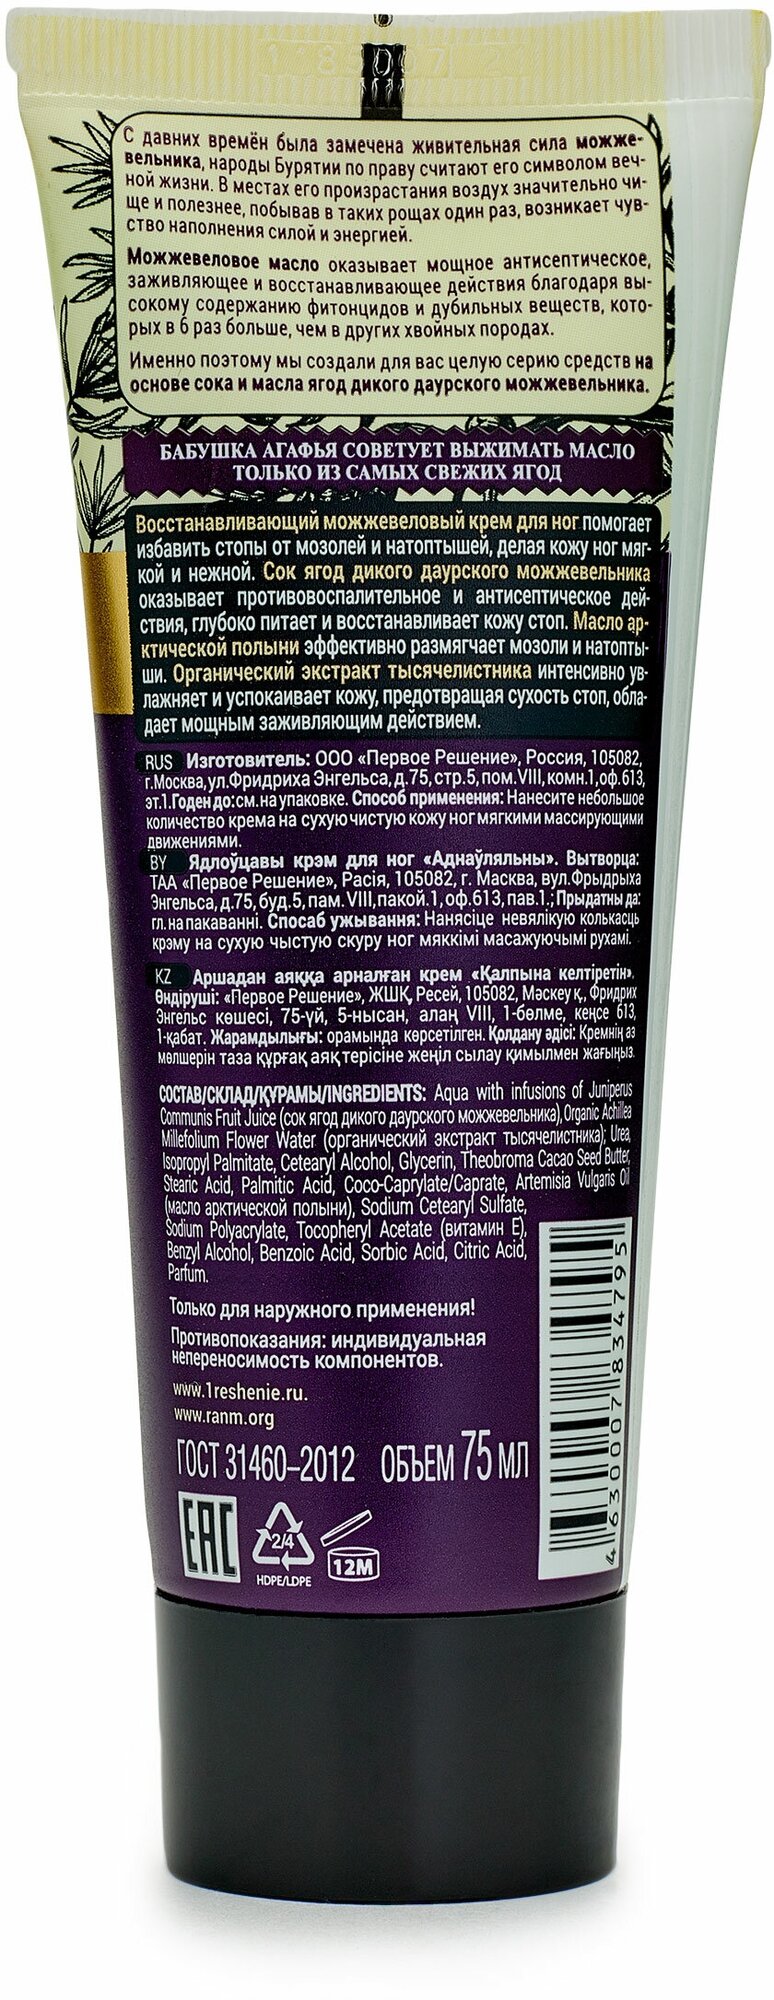 С давних времён была замечена живительная сила можже-
вельника, народы Бурятии по праву считают его символом веч-
ной жизни. В местах его произрастания воздух значительно чи-
ще и полезнее, побывав в таких рощах один раз, возникает чув-
ство наполнения силой и энергией.
Можжевеловое масло оказывает мощное антисептическое,
заживляющее и восстанавливающее действия благодаря вы-
сокому содержанию фитонцидов и дубильных веществ, кото-
рых в 6 раз больше, чем в других хвойных породах.
Именно поэтому мы создали для вас целую серию средств на
основе сока и масла ягод дикого даурского можжевельника.
БАБУШКА АГАФЬЯ СОВЕТУЕТ ВЫЖИМАТЬ МАСЛО
ТОЛЬКО ИЗ САМЫХ СВЕЖИХ ЯГОД
Восстанавливающий можжевеловый крем для ног помогает
избавить стопы от мозолей и натоптышей, делая кожу ног мяг-
кой и нежной. Сок ягод дикого даурского можжевельника
оказывает противовоспалительное и антисептическое дей-
ствия, глубоко питает и восстанавливает кожу стоп. Масло ар-
ктической полыни эффективно размягчает мозоли и натопты-
ши. Органический экстракт тысячелистника интенсивно ув-
лажняет и успокаивает кожу, предотвращая сухость стоп, обла-
дает мощным заживляющим действием.
RUS Изготовитель: ООО «Первое Решение», Россия, 105082,
г.Москва,ул.Фридриха Энгельса,д.75,стр.5, пом.VIII, комн.1, оф.613,
эт.1. Годен до: см. на упаковке. Способ применения: Нанесите небольшое
количество крема на сухую чистую кожу ног мягкими массирующими
движениями.
BY Ядлоўцавы крэм для ног «Аднаўляльны». Вытворца:
ТАА «Первое Решение», Расія, 105082, г. Москва, вул.Фрыдрыха
Энгельса,д.75,буд.5, пам. VIII, пакой.1, оф.613, пав.1.; Прыдатны да:
гл. на пакаванні. Спосаб ужывання: Нанясіце невялікую колькасць
крэму на сухую чыстую скуру ног мяккімі масажуючымі рухамі.
KZ Аршадан аяққа арналған крем «Қалпына келтіретін».
Өндіруші: «Первое Решение», ЖШҚ, Ресей, 105082, Мәскеу қ., Фридрих
Энгельс көшесі, 75-үй, 5-нысан, алаң VIII, 1-бөлме, кеңсе 613,
1-қабат. Жарамдылығы: орамында көрсетілген. Қолдану әдісі: Кремнің аз
мөлшерін таза құрғақ аяқ терісіне жеңіл сылау қимылмен жағыңыз.
СОСТАВ/СКЛАД/ҚҰРАМЫ/INGREDIENTS: Aqua with infusions of Juniperus
Communis Fruit Juice (сок ягод дикого даурского можжевельника), Organic Achillea
Millefolium Flower Water (органический экстракт тысячелистника); Urea,
Isopropyl Palmitate, Cetearyl Alcohol, Glycerin, Theobroma Cacao Seed Butter,
Stearic Acid, Palmitic Acid, Coco-Caprylate/Caprate, Artemisia Vulgaris Oil
(масло арктической полыни), Sodium Cetearyl Sulfate,
Sodium Polyacrylate, Tocopheryl Acetate (витамин Е),
Benzyl Alcohol, Benzoic Acid, Sorbic Acid, Citric Acid,
Parfum.
Только для наружного применения!
Противопоказания: индивидуальная
непереносимость компонентов.
www.1reshenie.ru.
www.ranm.org
ГОСТ 31460-2012 ОБЪЕМ 75 МЛ
EAC 2/4 12M
HDPE/LDPE
4 630007 834795